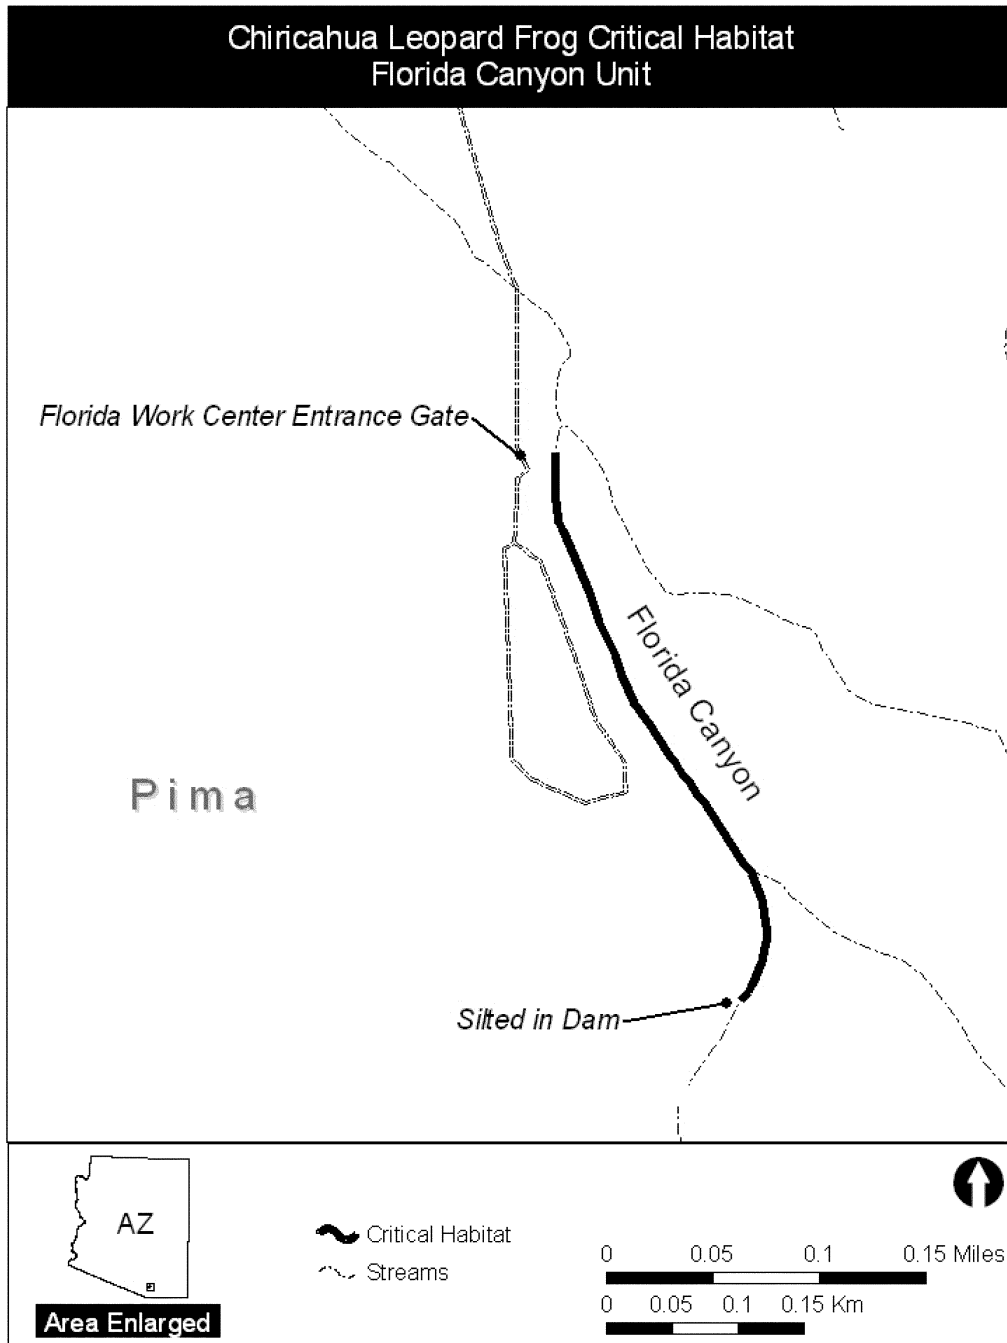 Chiricahua Leopard Frog Critical Habitat
Florida Canyon Unit
Florida Work Center Entrance Gate
Florida Canyon
Pima
Silted in Dam
AZ
Area Enlarged
Critical Habitat
Streams
0 0.05 0.1 0.15 Miles
0 0.05 0.1 0.15 Km